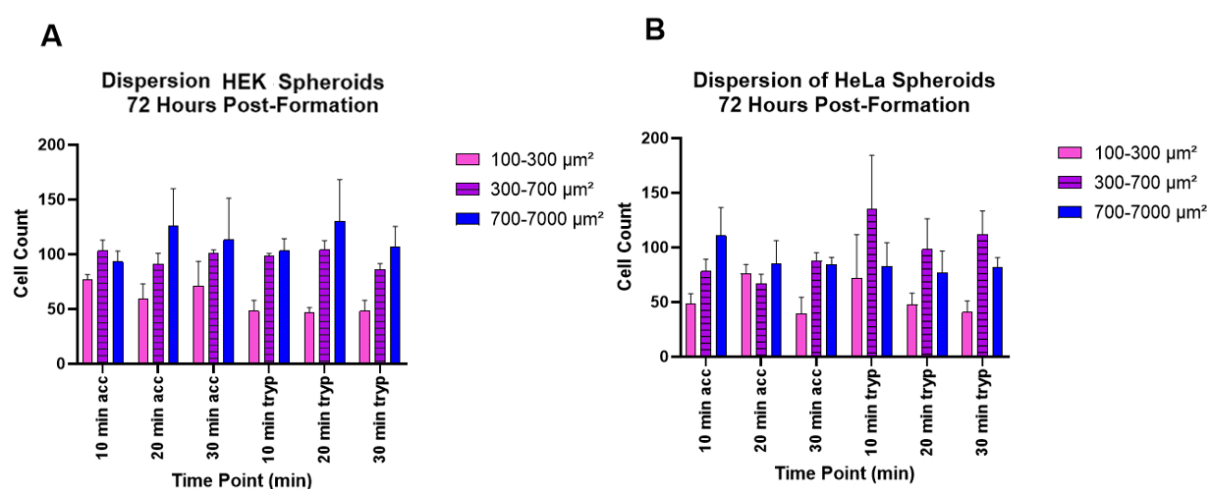 A
Dispersion HEK Spheroids
72 Hours Post-Formation
200
150
100
50
0
Cell Count
10 min acc
20 min acc
30 min acc
10 min tryp
20 min tryp
30 min tryp
Time Point (min)
100-300 µm²
300-700 µm²
700-7000 µm²
B
Dispersion of HeLa Spheroids
72 Hours Post-Formation
200
150
100
50
0
Cell Count
10 min acc
20 min acc
30 min acc
10 min tryp
20 min tryp
30 min tryp
Time Point (min)
100-300 µm²
300-700 µm²
700-7000 µm²